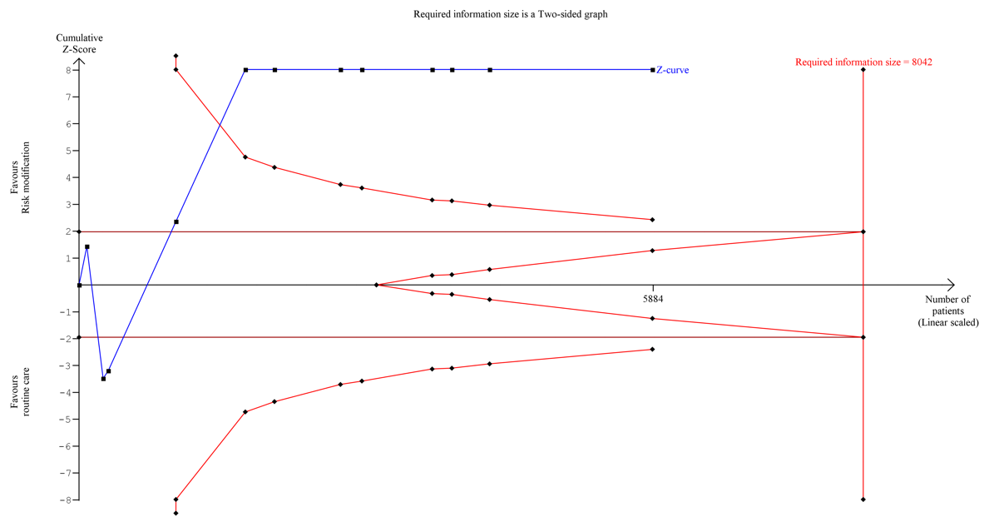 Required information size is a Two-sided graph
Cumulative
Z-Score
Required information size = 8042
Z-curve
8
7
6
5
4
3
2
1
-1
-2
-3
-4
-5
-6
-7
-8
Favours
Risk modification
Favours
routine care
5884
Number of
patients
(Linear scaled)